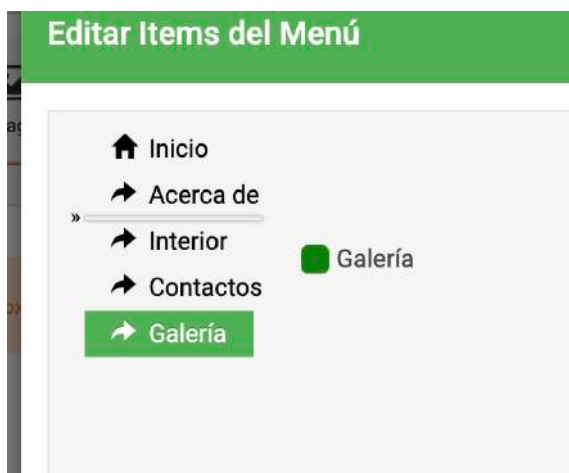 Editar Items del Menú
Inicio
Acerca de
»
Interior
Galería
Contactos
Galería